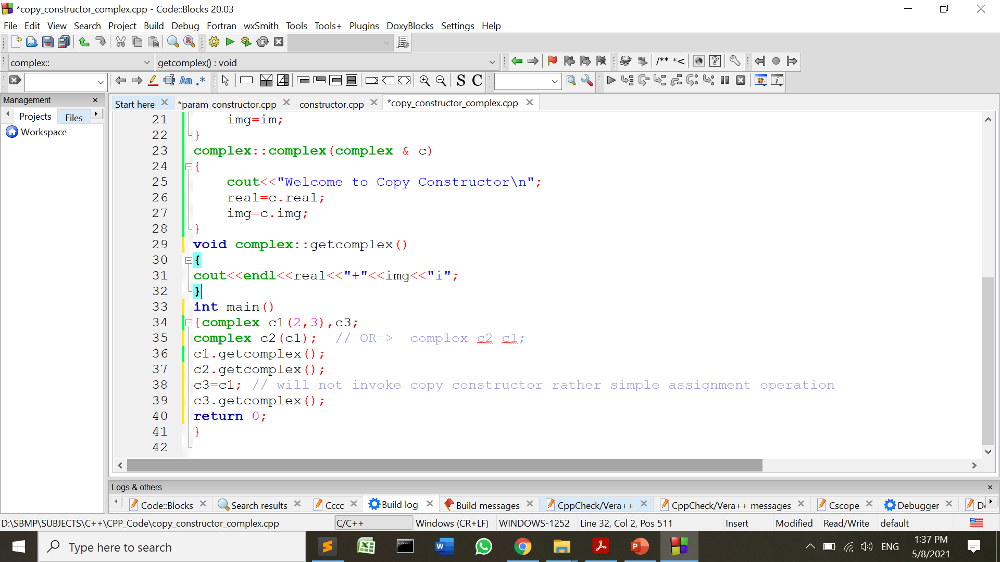 *copy_constructor_complex.cpp - Code::Blocks 20.03
File Edit View Search Project Build Debug Fortran wxSmith Tools Tools+ Plugins DoxyBlocks Settings Help
complex:: getcomplex() : void
/** *<
Aa .* S C
Management
Start here *param_constructor.cpp constructor.cpp *copy_constructor_complex.cpp
Projects Files
Workspace
21 img=im;
22 }
23 complex::complex(complex & c)
24 {
25 cout<<"Welcome to Copy Constructor\n";
26 real=c.real;
27 img=c.img;
28 }
29 void complex::getcomplex()
30 {
31 cout<<endl<<real<<"+"<<img<<"i";
32 }
33 int main()
34 {complex c1(2,3),c3;
35 complex c2(c1); // OR=> complex c2=c1;
36 c1.getcomplex();
37 c2.getcomplex();
38 c3=c1; // will not invoke copy constructor rather simple assignment operation
39 c3.getcomplex();
40 return 0;
41 }
42
Logs & others
Code::Blocks Search results Cccc Build log Build messages CppCheck/Vera++ CppCheck/Vera++ messages Cscope Debugger
D:\SBMP\SUBJECTS\C++\CPP_Code\copy_constructor_complex.cpp C/C++ Windows (CR+LF) WINDOWS-1252 Line 32, Col 2, Pos 511 Insert Modified Read/Write default
Type here to search
ENG
1:37 PM
5/8/2021